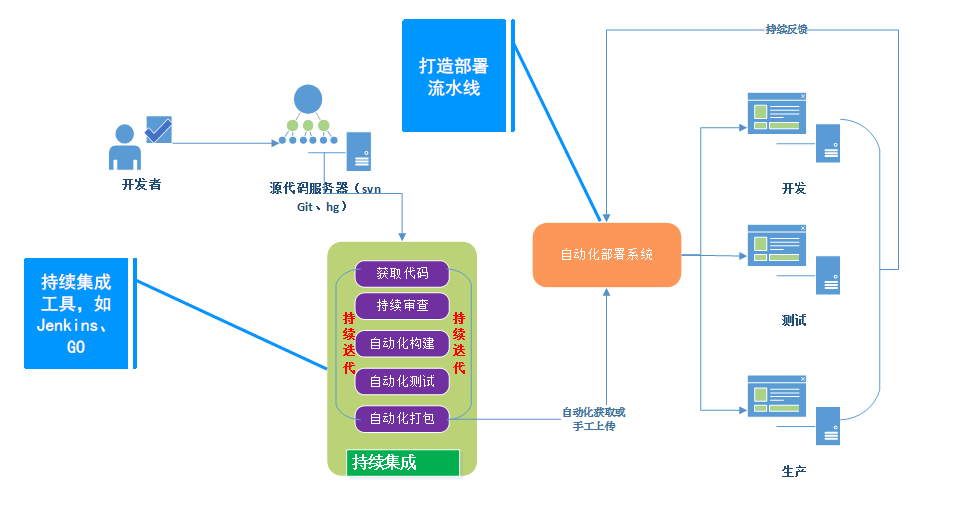 持续反馈
打造部署
流水线
开发者
源代码服务器（svn
Git、hg）
开发
自动化部署系统
持续集成
工具，如
Jenkins、
GO
获取代码
持续审查
自动化构建
自动化测试
自动化打包
持续迭代
持续迭代
持续集成
测试
自动化获取或
手工上传
生产